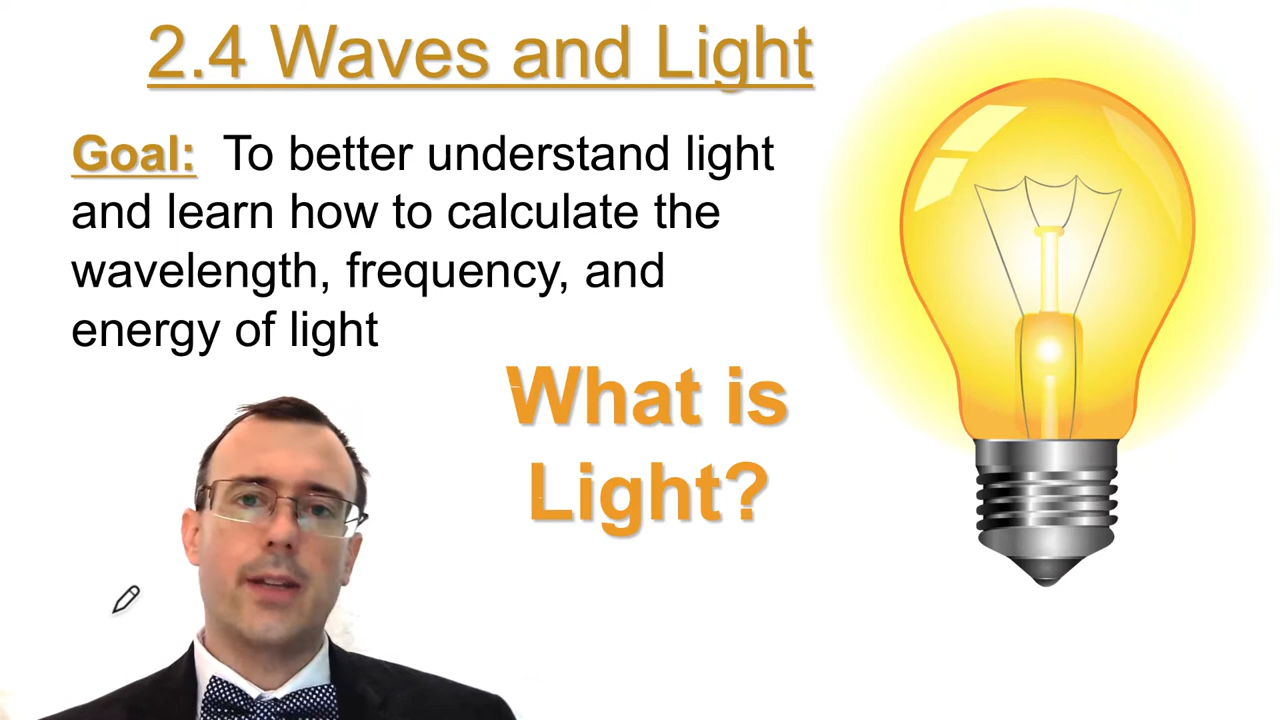 2.4 Waves and Light
Goal: To better understand light
and learn how to calculate the
wavelength, frequency, and
energy of light
What is
Light?